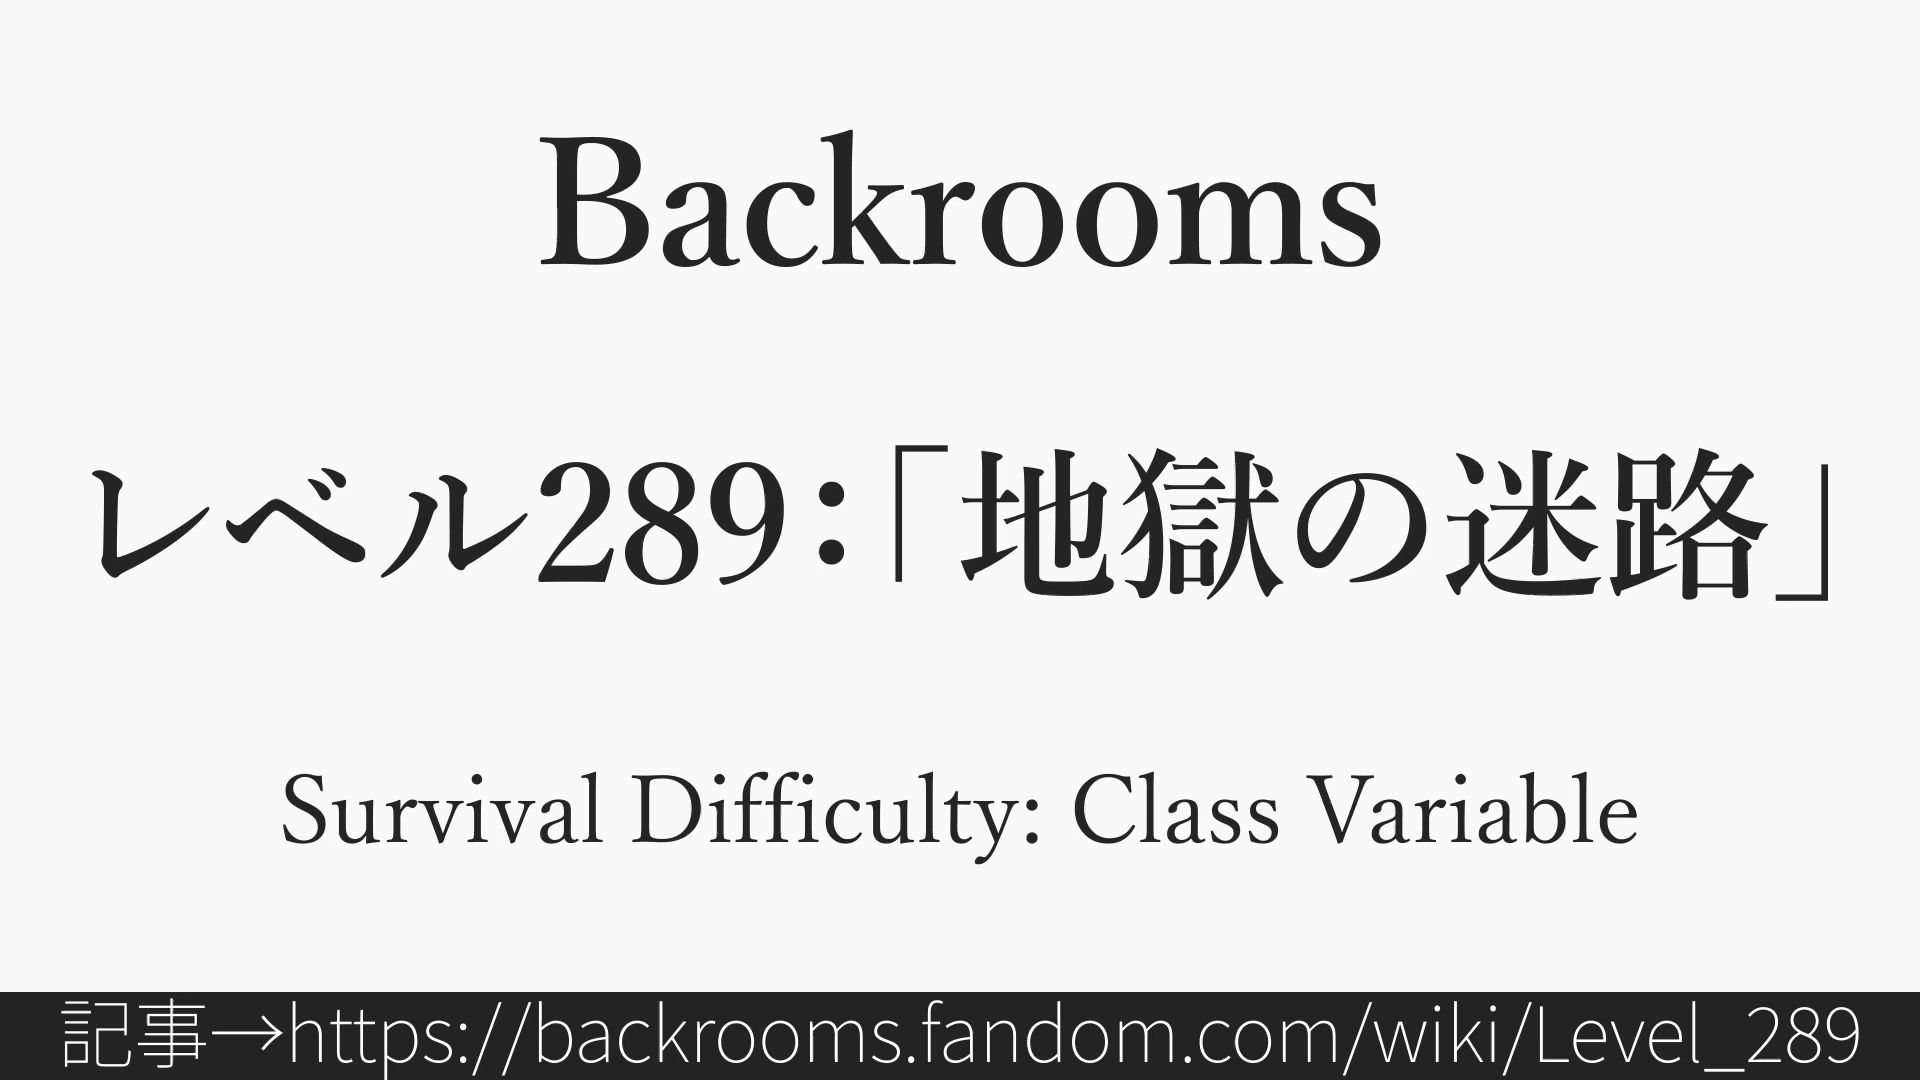 Backrooms
レベル289:「地獄の迷路」
Survival Difficulty: Class Variable
記事→https://backrooms.fandom.com/wiki/Level_289